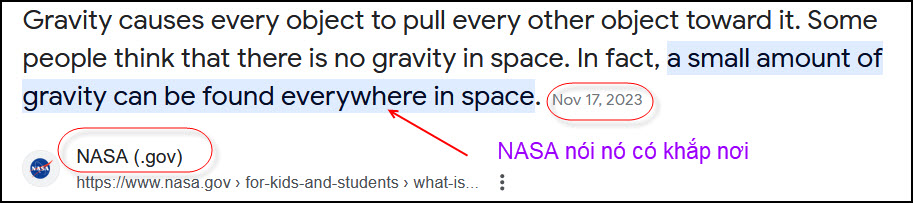 Gravity causes every object to pull every other object toward it. Some
people think that there is no gravity in space. In fact, a small amount of
gravity can be found everywhere in space. Nov 17, 2023
NASA nói nó có khắp nơi
NASA
NASA (.gov)
https://www.nasa.gov › for-kids-and-students › what-is...